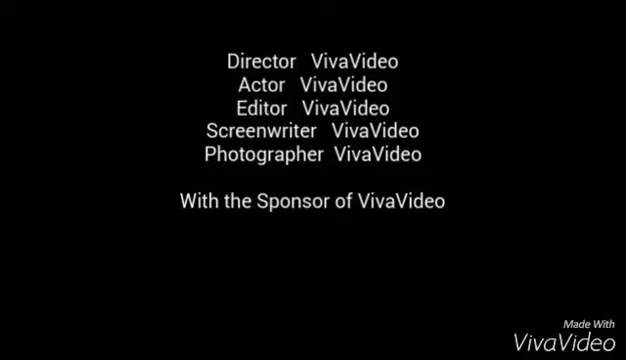 Director VivaVideo
Actor VivaVideo
Editor VivaVideo
Screenwriter VivaVideo
Photographer VivaVideo
With the Sponsor of VivaVideo
Made With
VivaVideo